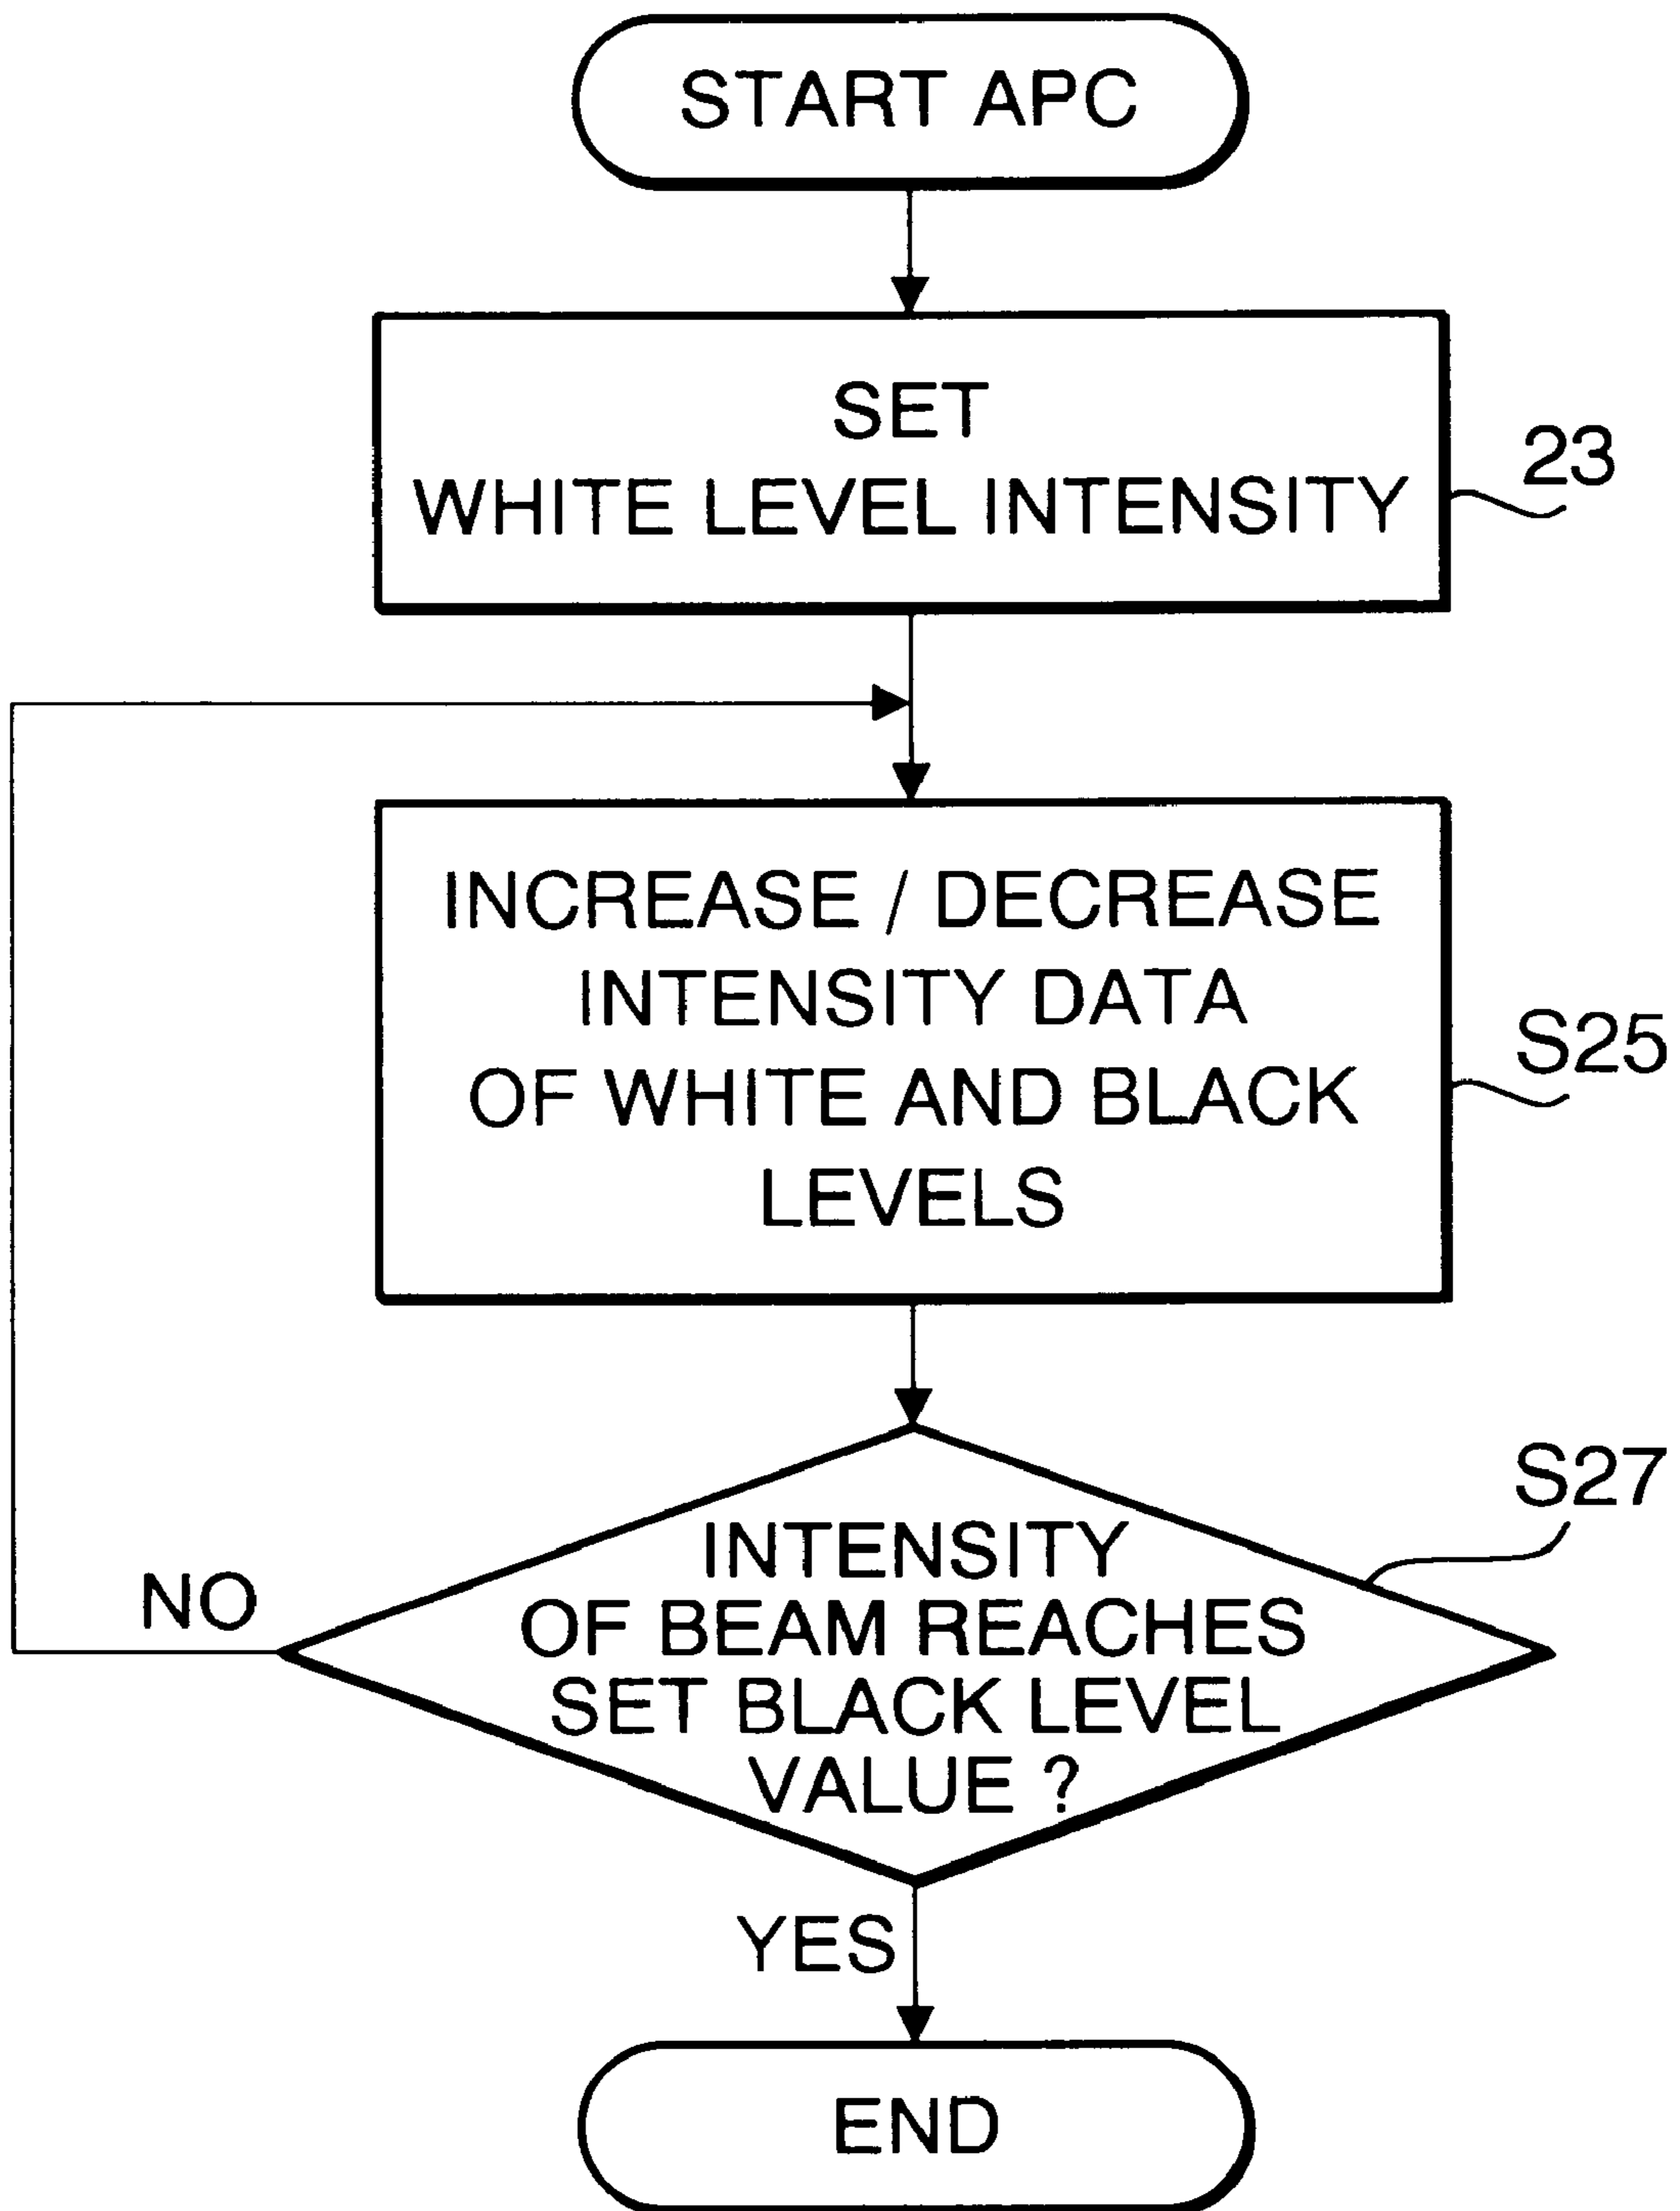 START APC
SET
WHITE LEVEL INTENSITY
23
INCREASE / DECREASE
INTENSITY DATA
OF WHITE AND BLACK
LEVELS
S25
S27
INTENSITY
OF BEAM REACHES
SET BLACK LEVEL
VALUE ?
NO
YES
END